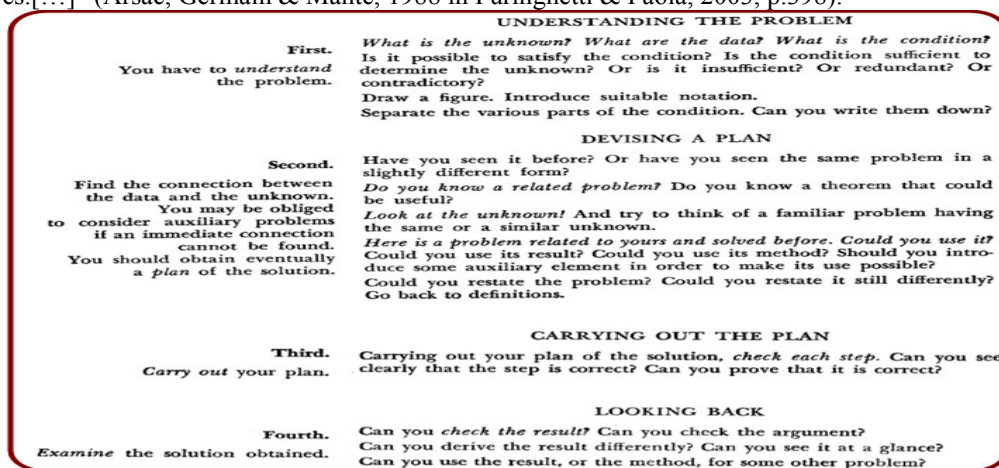 es.[…]" (Arsac, Germain & Mante, 1988 in Furinghetti & Paola, 2003, p.398).
UNDERSTANDING THE PROBLEM
First.
You have to understand
the problem.
What is the unknown? What are the data? What is the condition?
Is it possible to satisfy the condition? Is the condition sufficient to
determine the unknown? Or is it insufficient? Or redundant? Or
contradictory?
Draw a figure. Introduce suitable notation.
Separate the various parts of the condition. Can you write them down?
DEVISING A PLAN
Second.
Find the connection between
the data and the unknown.
You may be obliged
to consider auxiliary problems
if an immediate connection
cannot be found.
You should obtain eventually
a plan of the solution.
Have you seen it before? Or have you seen the same problem in a
slightly different form?
Do you know a related problem? Do you know a theorem that could
be useful?
Look at the unknown! And try to think of a familiar problem having
the same or a similar unknown.
Here is a problem related to yours and solved before. Could you use it?
Could you use its result? Could you use its method? Should you intro-
duce some auxiliary element in order to make its use possible?
Could you restate the problem? Could you restate it still differently?
Go back to definitions.
CARRYING OUT THE PLAN
Third.
Carry out your plan.
Carrying out your plan of the solution, check each step. Can you see
clearly that the step is correct? Can you prove that it is correct?
LOOKING BACK
Fourth.
Examine the solution obtained.
Can you check the result? Can you check the argument?
Can you derive the result differently? Can you see it at a glance?
Can you use the result, or the method, for some other problem?